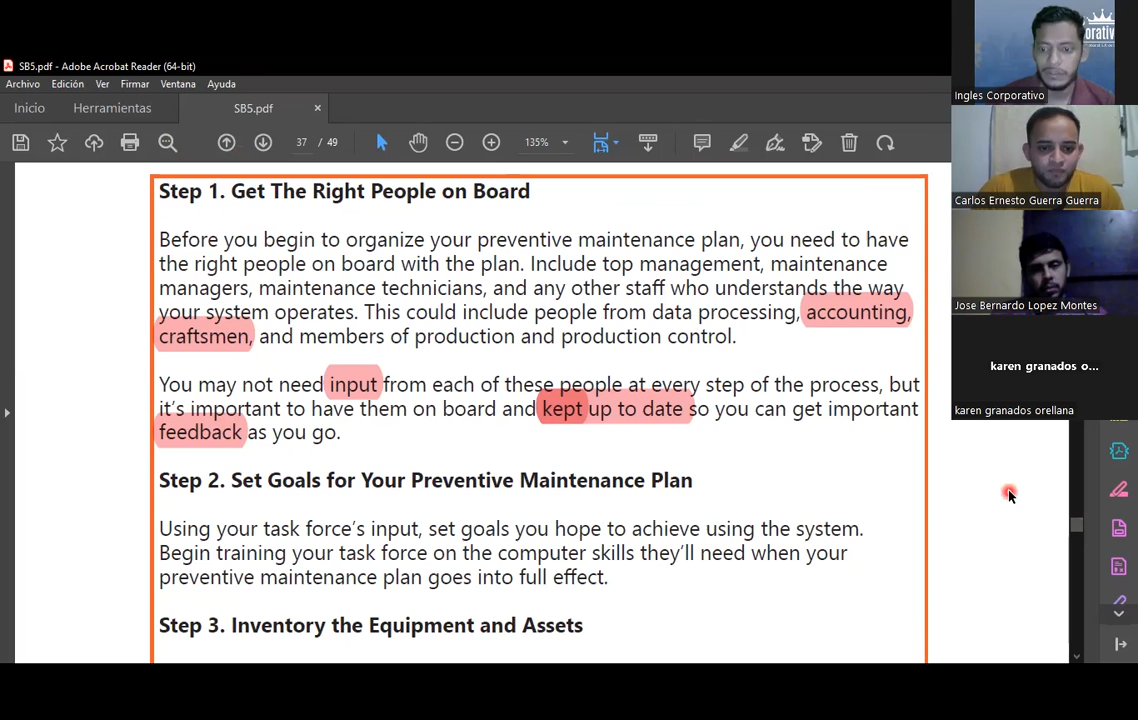 SB5.pdf - Adobe Acrobat Reader (64-bit)
Archivo Edición Ver Firmar Ventana Ayuda
Inicio Herramientas SB5.pdf ×
37 / 49 135%
Step 1. Get The Right People on Board
Before you begin to organize your preventive maintenance plan, you need to have
the right people on board with the plan. Include top management, maintenance
managers, maintenance technicians, and any other staff who understands the way
your system operates. This could include people from data processing, accounting,
craftsmen, and members of production and production control.
You may not need input from each of these people at every step of the process, but
it's important to have them on board and kept up to date so you can get important
feedback as you go.
Step 2. Set Goals for Your Preventive Maintenance Plan
Using your task force's input, set goals you hope to achieve using the system.
Begin training your task force on the computer skills they'll need when your
preventive maintenance plan goes into full effect.
Step 3. Inventory the Equipment and Assets
Ingles Corporativo
Carlos Ernesto Guerra Guerra
Jose Bernardo Lopez Montes
karen granados o...
karen granados orellana